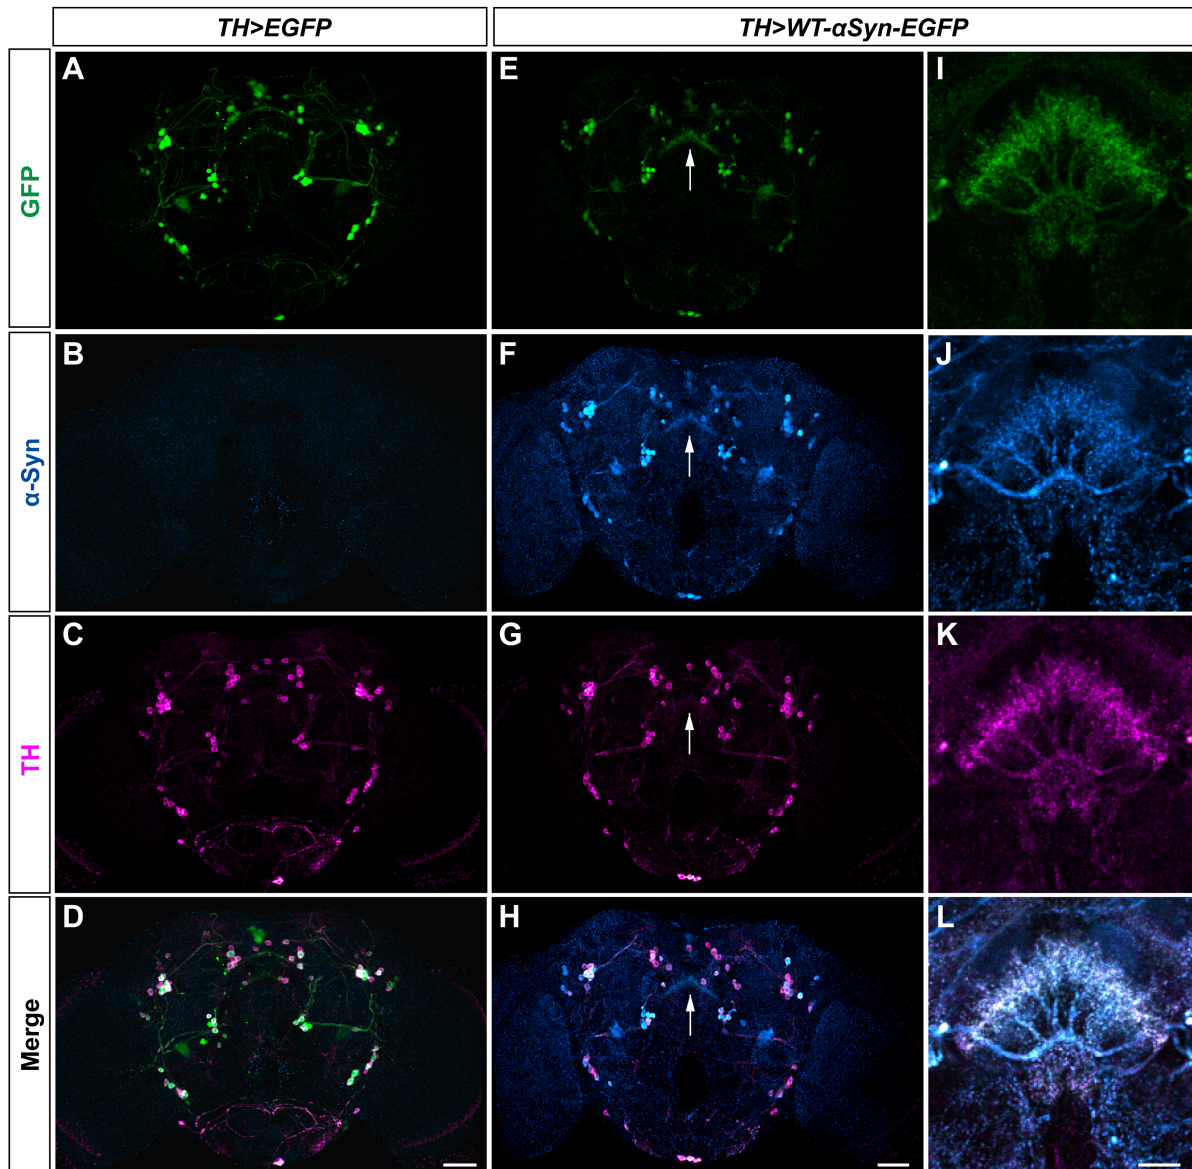 TH>EGFP
TH>WT-αSyn-EGFP
GFP
A
E
I
α-Syn
B
F
J
TH
C
G
K
Merge
D
H
L